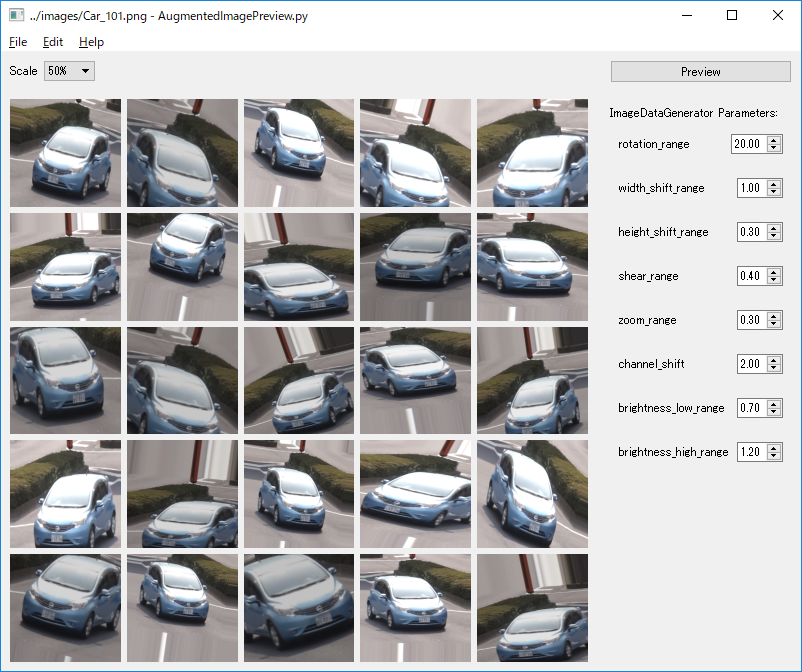 ../images/Car_101.png - AugmentedImagePreview.py
File Edit Help
Scale 50% Preview
ImageDataGenerator Parameters:
rotation_range 20.00
width_shift_range 1.00
height_shift_range 0.30
shear_range 0.40
zoom_range 0.30
channel_shift 2.00
brightness_low_range 0.70
brightness_high_range 1.20